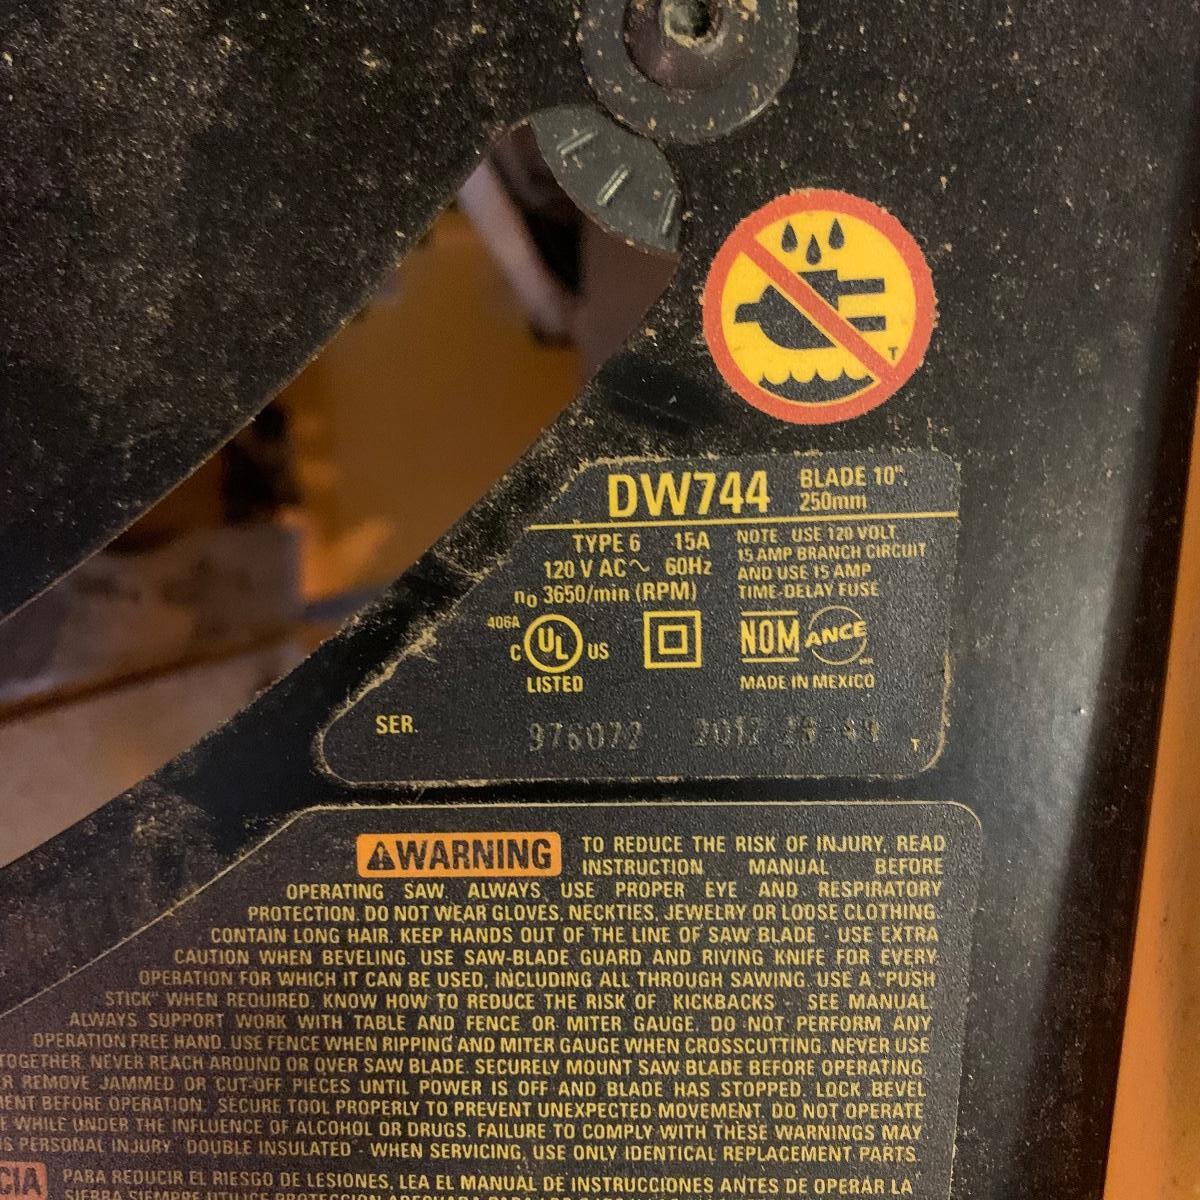 DW744 BLADE 10",
250mm
TYPE 6 15A
120 V AC~ 60Hz
n₀ 3650/min (RPM)
NOTE USE 120 VOLT,
15 AMP BRANCH CIRCUIT
AND USE 15 AMP
TIME-DELAY FUSE
406A
C UL US
LISTED
NOM ANCE
MADE IN MEXICO
SER. 976072 2012 49
T
T
WARNING TO REDUCE THE RISK OF INJURY, READ
INSTRUCTION MANUAL BEFORE
OPERATING SAW. ALWAYS USE PROPER EYE AND RESPIRATORY
PROTECTION. DO NOT WEAR GLOVES, NECKTIES, JEWELRY OR LOOSE CLOTHING.
CONTAIN LONG HAIR. KEEP HANDS OUT OF THE LINE OF SAW BLADE - USE EXTRA
CAUTION WHEN BEVELING. USE SAW-BLADE GUARD AND RIVING KNIFE FOR EVERY
OPERATION FOR WHICH IT CAN BE USED, INCLUDING ALL THROUGH SAWING. USE A "PUSH
STICK" WHEN REQUIRED. KNOW HOW TO REDUCE THE RISK OF KICKBACKS - SEE MANUAL.
ALWAYS SUPPORT WORK WITH TABLE AND FENCE OR MITER GAUGE. DO NOT PERFORM ANY
OPERATION FREE HAND. USE FENCE WHEN RIPPING AND MITER GAUGE WHEN CROSSCUTTING. NEVER USE
TOGETHER. NEVER REACH AROUND OR OVER SAW BLADE. SECURELY MOUNT SAW BLADE BEFORE OPERATING.
REMOVE JAMMED OR CUT-OFF PIECES UNTIL POWER IS OFF AND BLADE HAS STOPPED. LOCK BEVEL
BEFORE OPERATION. SECURE TOOL PROPERLY TO PREVENT UNEXPECTED MOVEMENT. DO NOT OPERATE
WHILE UNDER THE INFLUENCE OF ALCOHOL OR DRUGS. FAILURE TO COMPLY WITH THESE WARNINGS MAY
PERSONAL INJURY. DOUBLE INSULATED - WHEN SERVICING, USE ONLY IDENTICAL REPLACEMENT PARTS.
CIA PARA REDUCIR EL RIESGO DE LESIONES, LEA EL MANUAL DE INSTRUCCIONES ANTES DE OPERAR LA